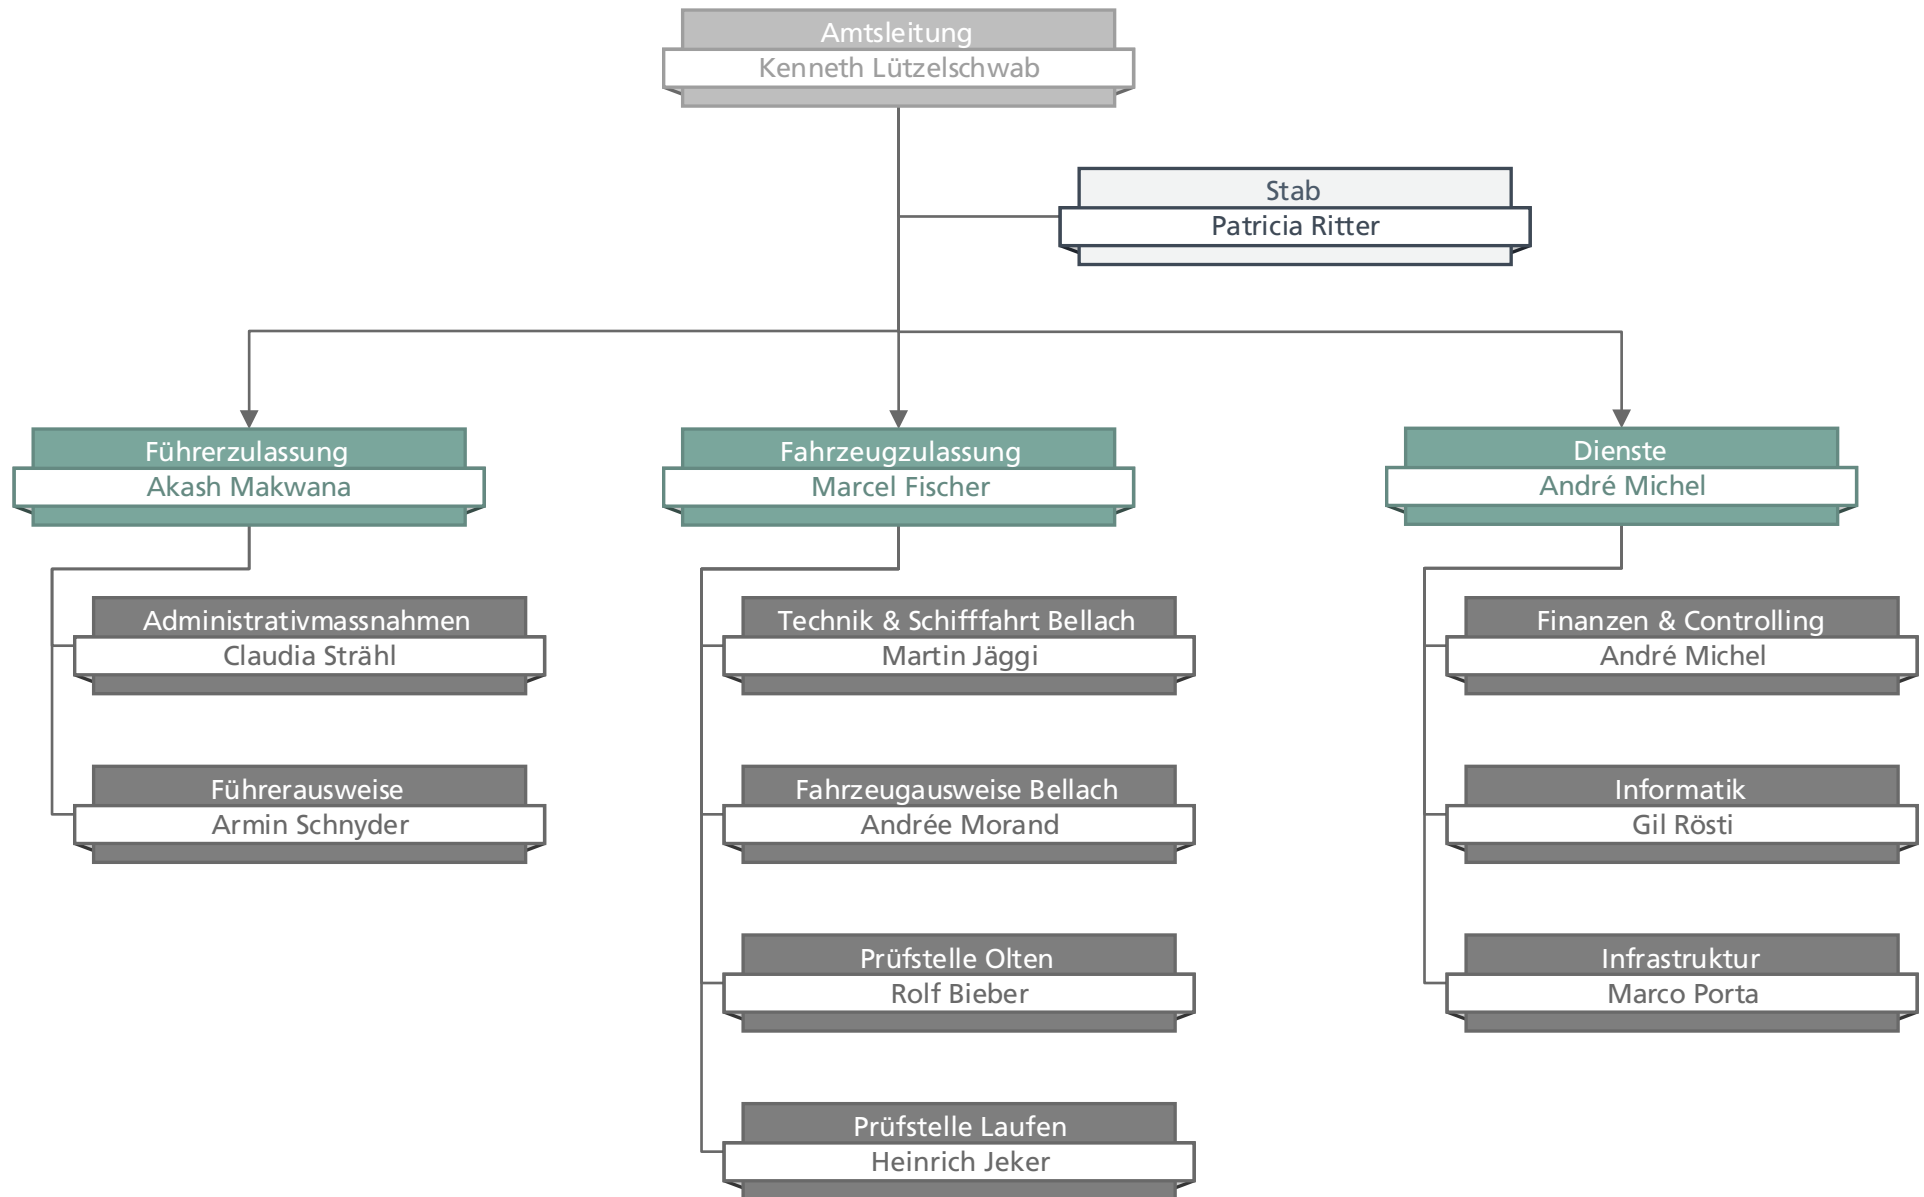 Amtsleitung
Kenneth Lützelschwab
Stab
Patricia Ritter
Führerzulassung
Akash Makwana
Fahrzeugzulassung
Marcel Fischer
Dienste
André Michel
Administrativmassnahmen
Claudia Strähl
Technik & Schifffahrt Bellach
Martin Jäggi
Finanzen & Controlling
André Michel
Führerausweise
Armin Schnyder
Fahrzeugausweise Bellach
Andrée Morand
Informatik
Gil Rösti
Prüfstelle Olten
Rolf Bieber
Infrastruktur
Marco Porta
Prüfstelle Laufen
Heinrich Jeker